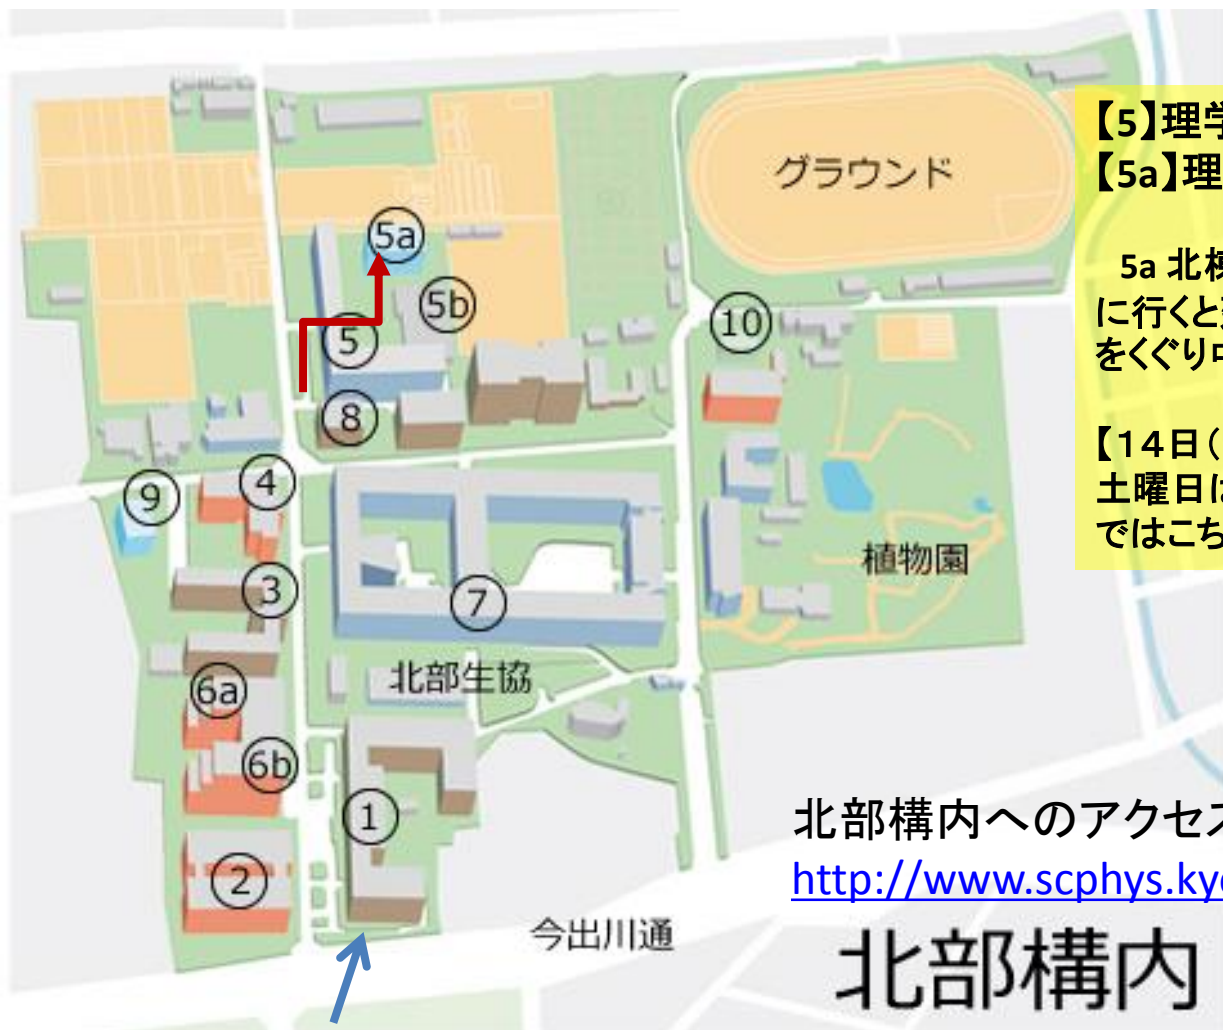 グラウンド
【5】理学
【5a】理
5a
5a 北棟
5b
10
に行くと
5
をくぐり
8
【14日(
4
土曜日は
9
ではこち
植物園
3
7
北部生協
6a
6b
北部構内へのアクセス
1
http://www.scphys.kyo
2
今出川通
北部構内